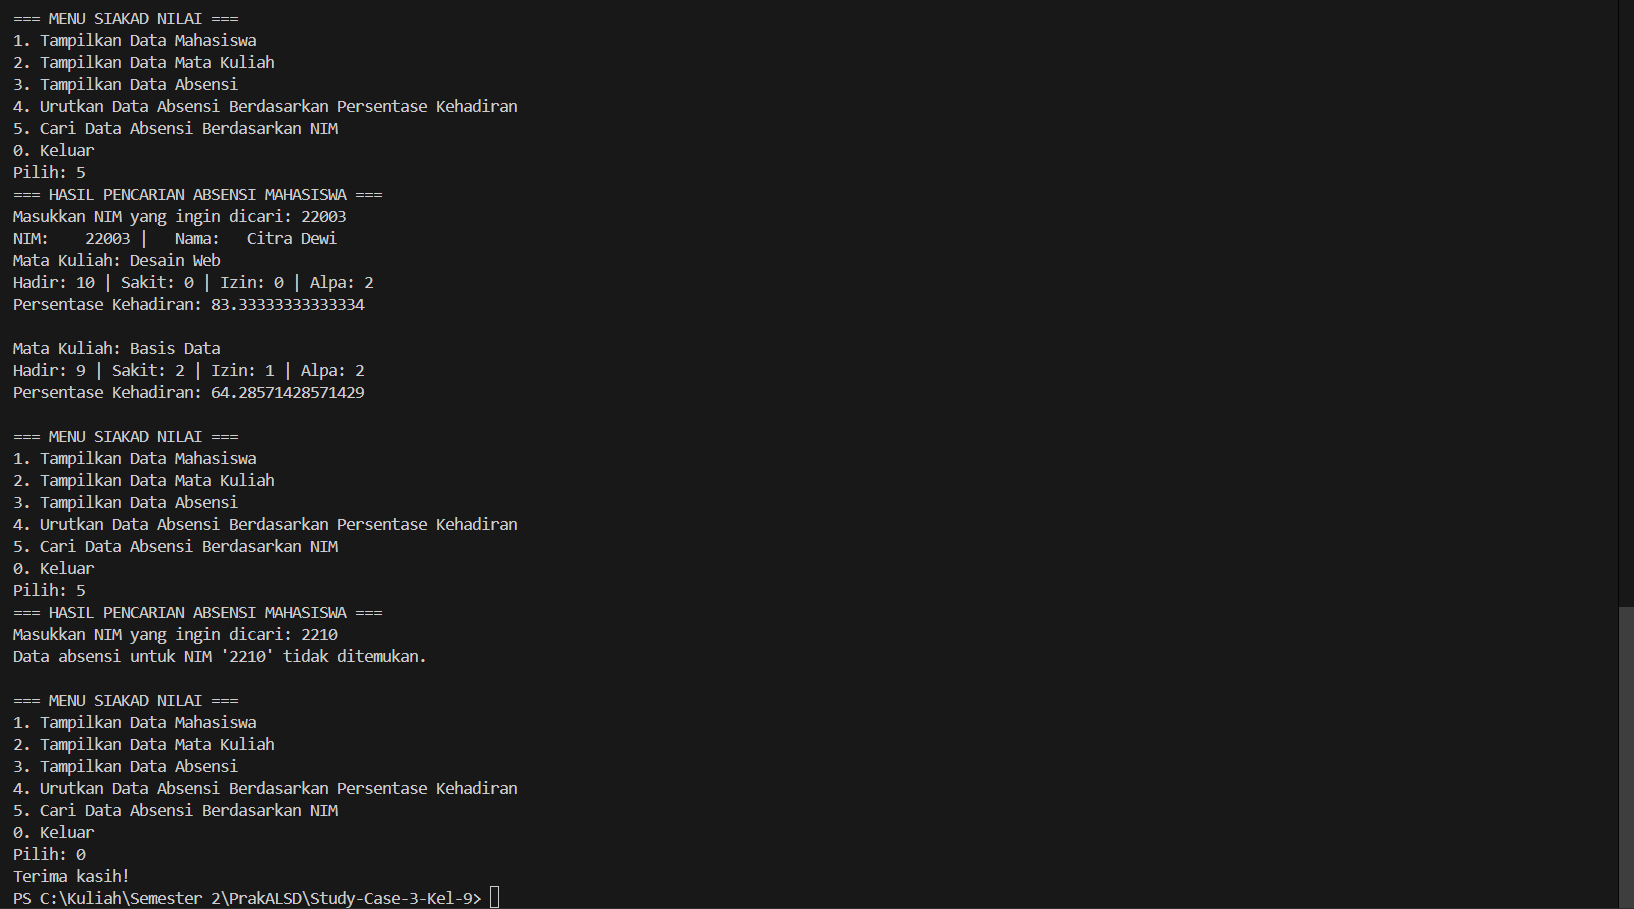 === MENU SIAKAD NILAI ===
1. Tampilkan Data Mahasiswa
2. Tampilkan Data Mata Kuliah
3. Tampilkan Data Absensi
4. Urutkan Data Absensi Berdasarkan Persentase Kehadiran
5. Cari Data Absensi Berdasarkan NIM
0. Keluar
Pilih: 5
=== HASIL PENCARIAN ABSENSI MAHASISWA ===
Masukkan NIM yang ingin dicari: 22003
NIM:    22003 |   Nama:   Citra Dewi
Mata Kuliah: Desain Web
Hadir: 10 | Sakit: 0 | Izin: 0 | Alpa: 2
Persentase Kehadiran: 83.33333333333334

Mata Kuliah: Basis Data
Hadir: 9 | Sakit: 2 | Izin: 1 | Alpa: 2
Persentase Kehadiran: 64.28571428571429

=== MENU SIAKAD NILAI ===
1. Tampilkan Data Mahasiswa
2. Tampilkan Data Mata Kuliah
3. Tampilkan Data Absensi
4. Urutkan Data Absensi Berdasarkan Persentase Kehadiran
5. Cari Data Absensi Berdasarkan NIM
0. Keluar
Pilih: 5
=== HASIL PENCARIAN ABSENSI MAHASISWA ===
Masukkan NIM yang ingin dicari: 2210
Data absensi untuk NIM '2210' tidak ditemukan.

=== MENU SIAKAD NILAI ===
1. Tampilkan Data Mahasiswa
2. Tampilkan Data Mata Kuliah
3. Tampilkan Data Absensi
4. Urutkan Data Absensi Berdasarkan Persentase Kehadiran
5. Cari Data Absensi Berdasarkan NIM
0. Keluar
Pilih: 0
Terima kasih!
PS C:\Kuliah\Semester 2\PrakALSD\Study-Case-3-Kel-9>